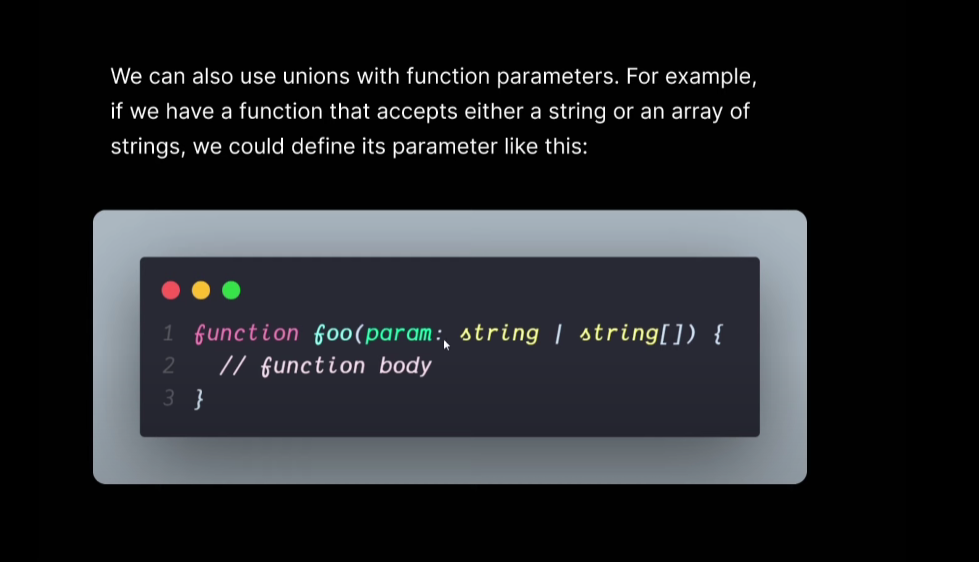 We can also use unions with function parameters. For example,
if we have a function that accepts either a string or an array of
strings, we could define its parameter like this:
1 function foo(param: string | string[]) {
2 // function body
3 }